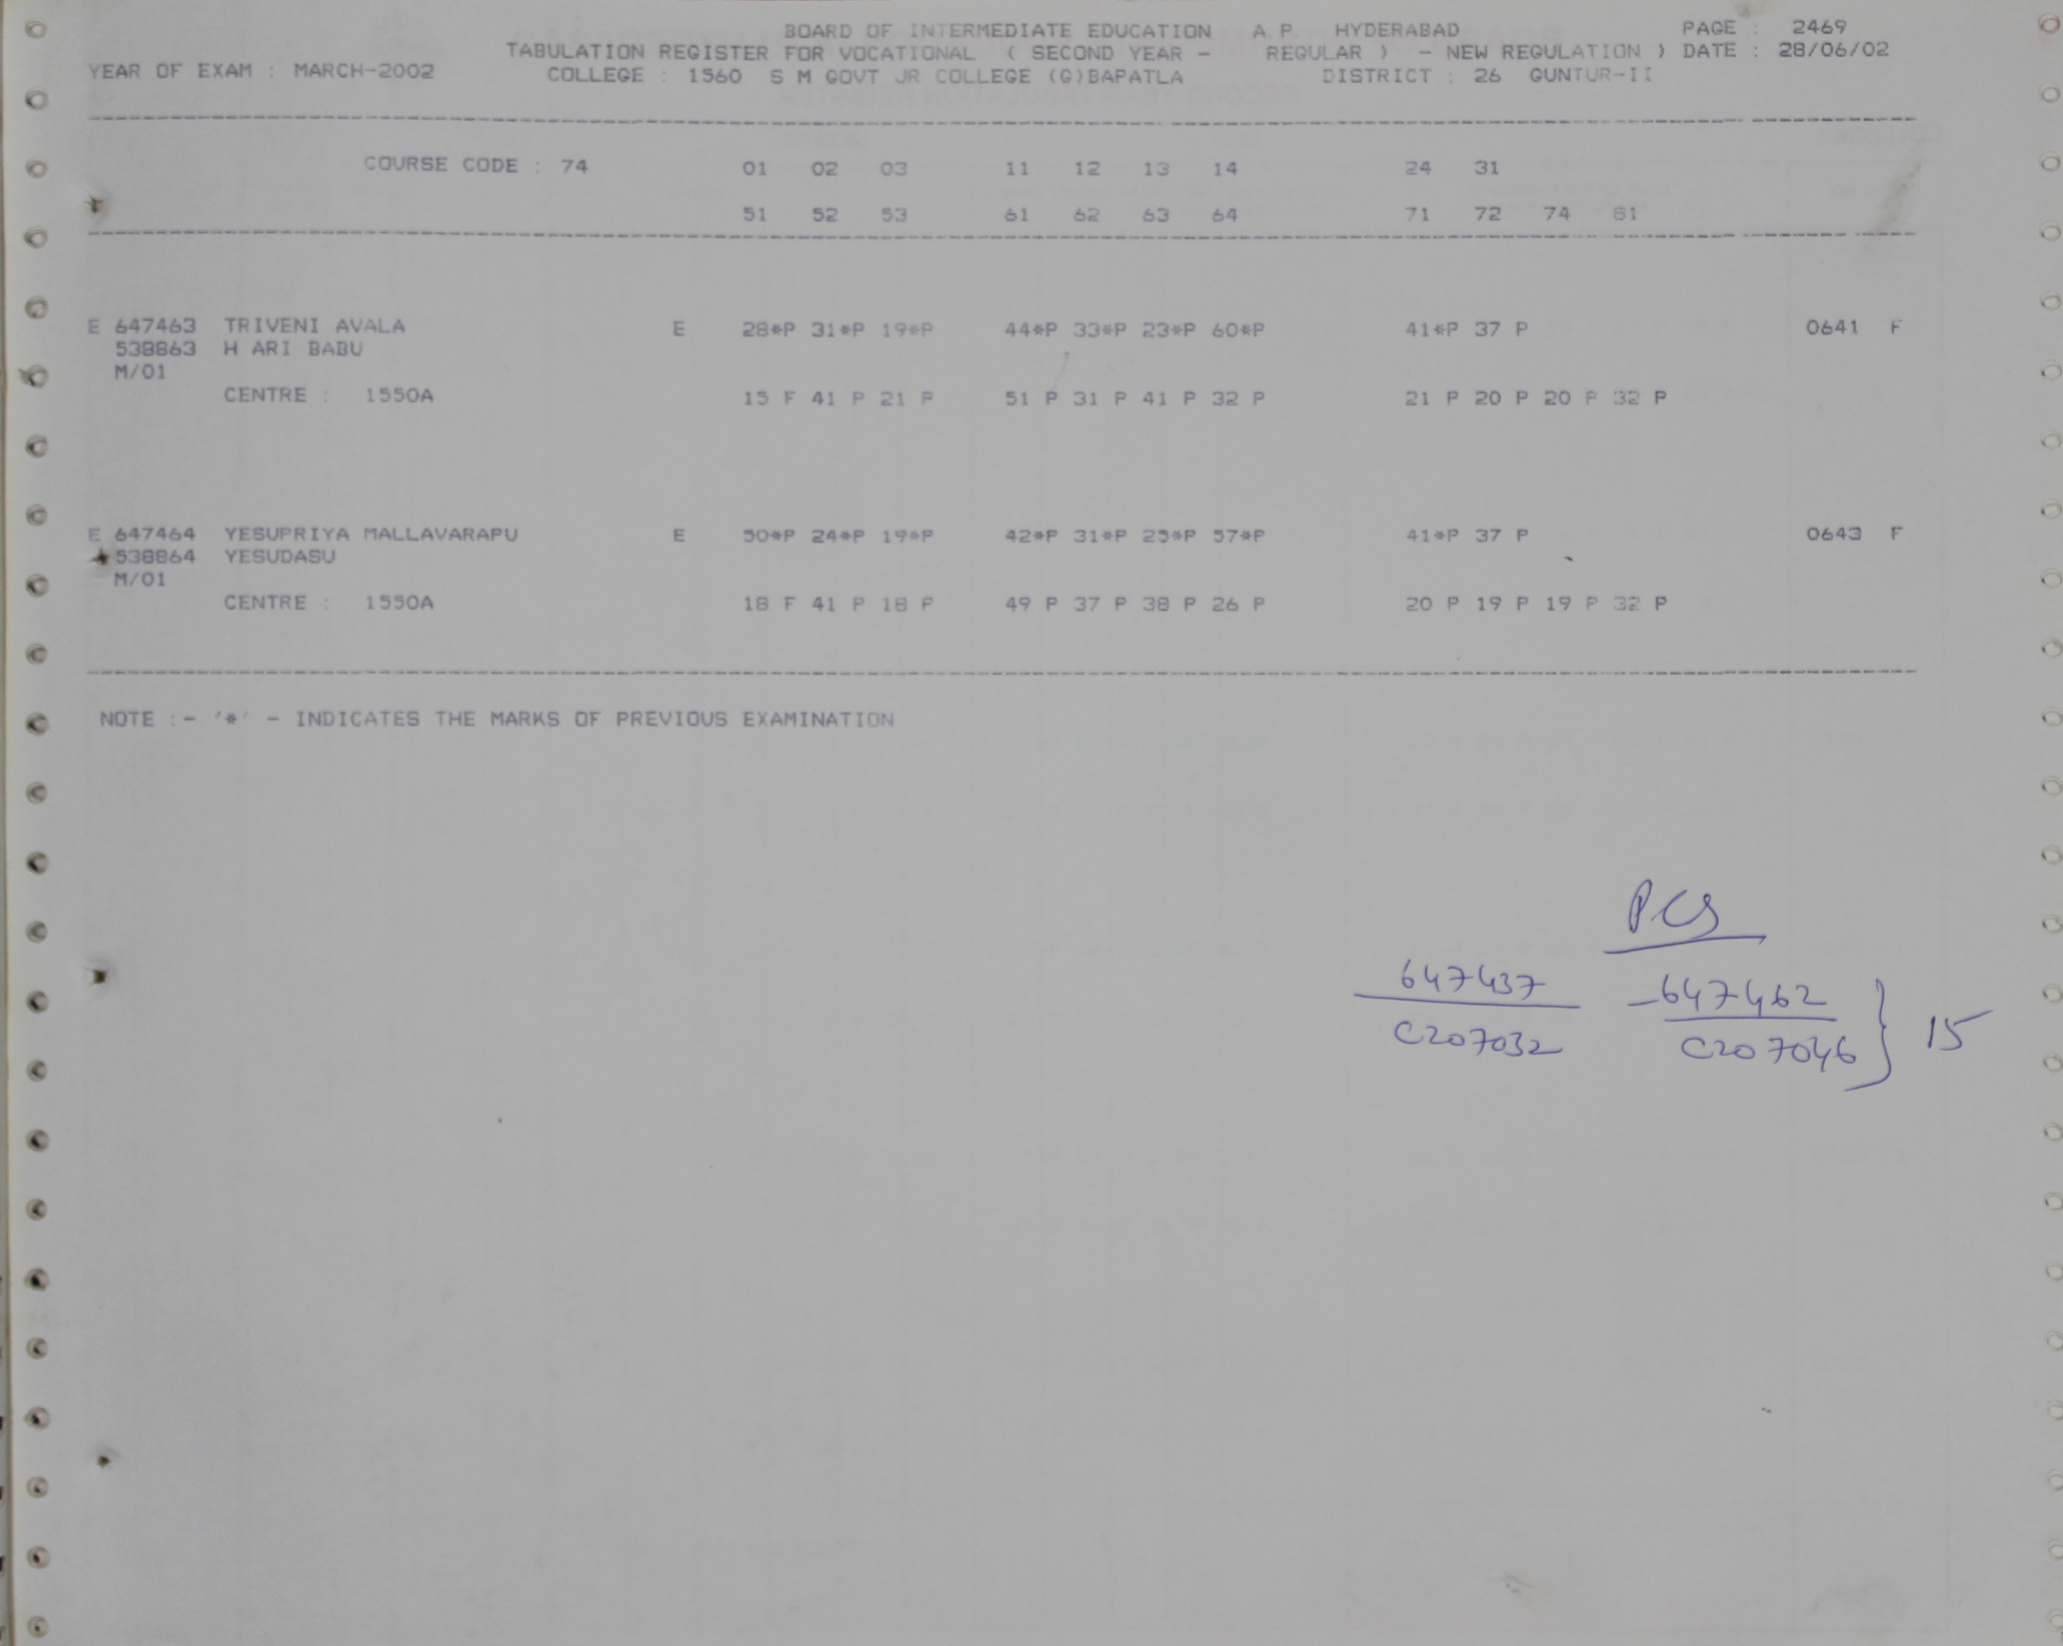 BOARD OF INTERMEDIATE EDUCATION A.P. HYDERABAD PAGE : 2469
TABULATION REGISTER FOR VOCATIONAL ( SECOND YEAR - REGULAR ) - NEW REGULATION ) DATE : 28/06/02
YEAR OF EXAM : MARCH-2002 COLLEGE : 1560 S M GOVT JR COLLEGE (G)BAPATLA DISTRICT : 26 GUNTUR-II
COURSE CODE : 74 01 02 03 11 12 13 14 24 31
51 52 53 61 62 63 64 71 72 74 81
E 647463 TRIVENI AVALA E 28*P 31*P 19*P 44*P 33*P 23*P 60*P 41*P 37 P 0641 F
538863 H ARI BABU
M/01
CENTRE : 1550A 15 F 41 P 21 P 51 P 31 P 41 P 32 P 21 P 20 P 20 P 32 P
E 647464 YESUPRIYA MALLAVARAPU E 50*P 24*P 19*P 42*P 31*P 25*P 57*P 41*P 37 P 0643 F
538864 YESUDASU
M/01
CENTRE : 1550A 18 F 41 P 18 P 49 P 37 P 38 P 26 P 20 P 19 P 19 P 32 P
NOTE :- '*' - INDICATES THE MARKS OF PREVIOUS EXAMINATION
PCS
647437 - 647462
C207032 C207046 } 15